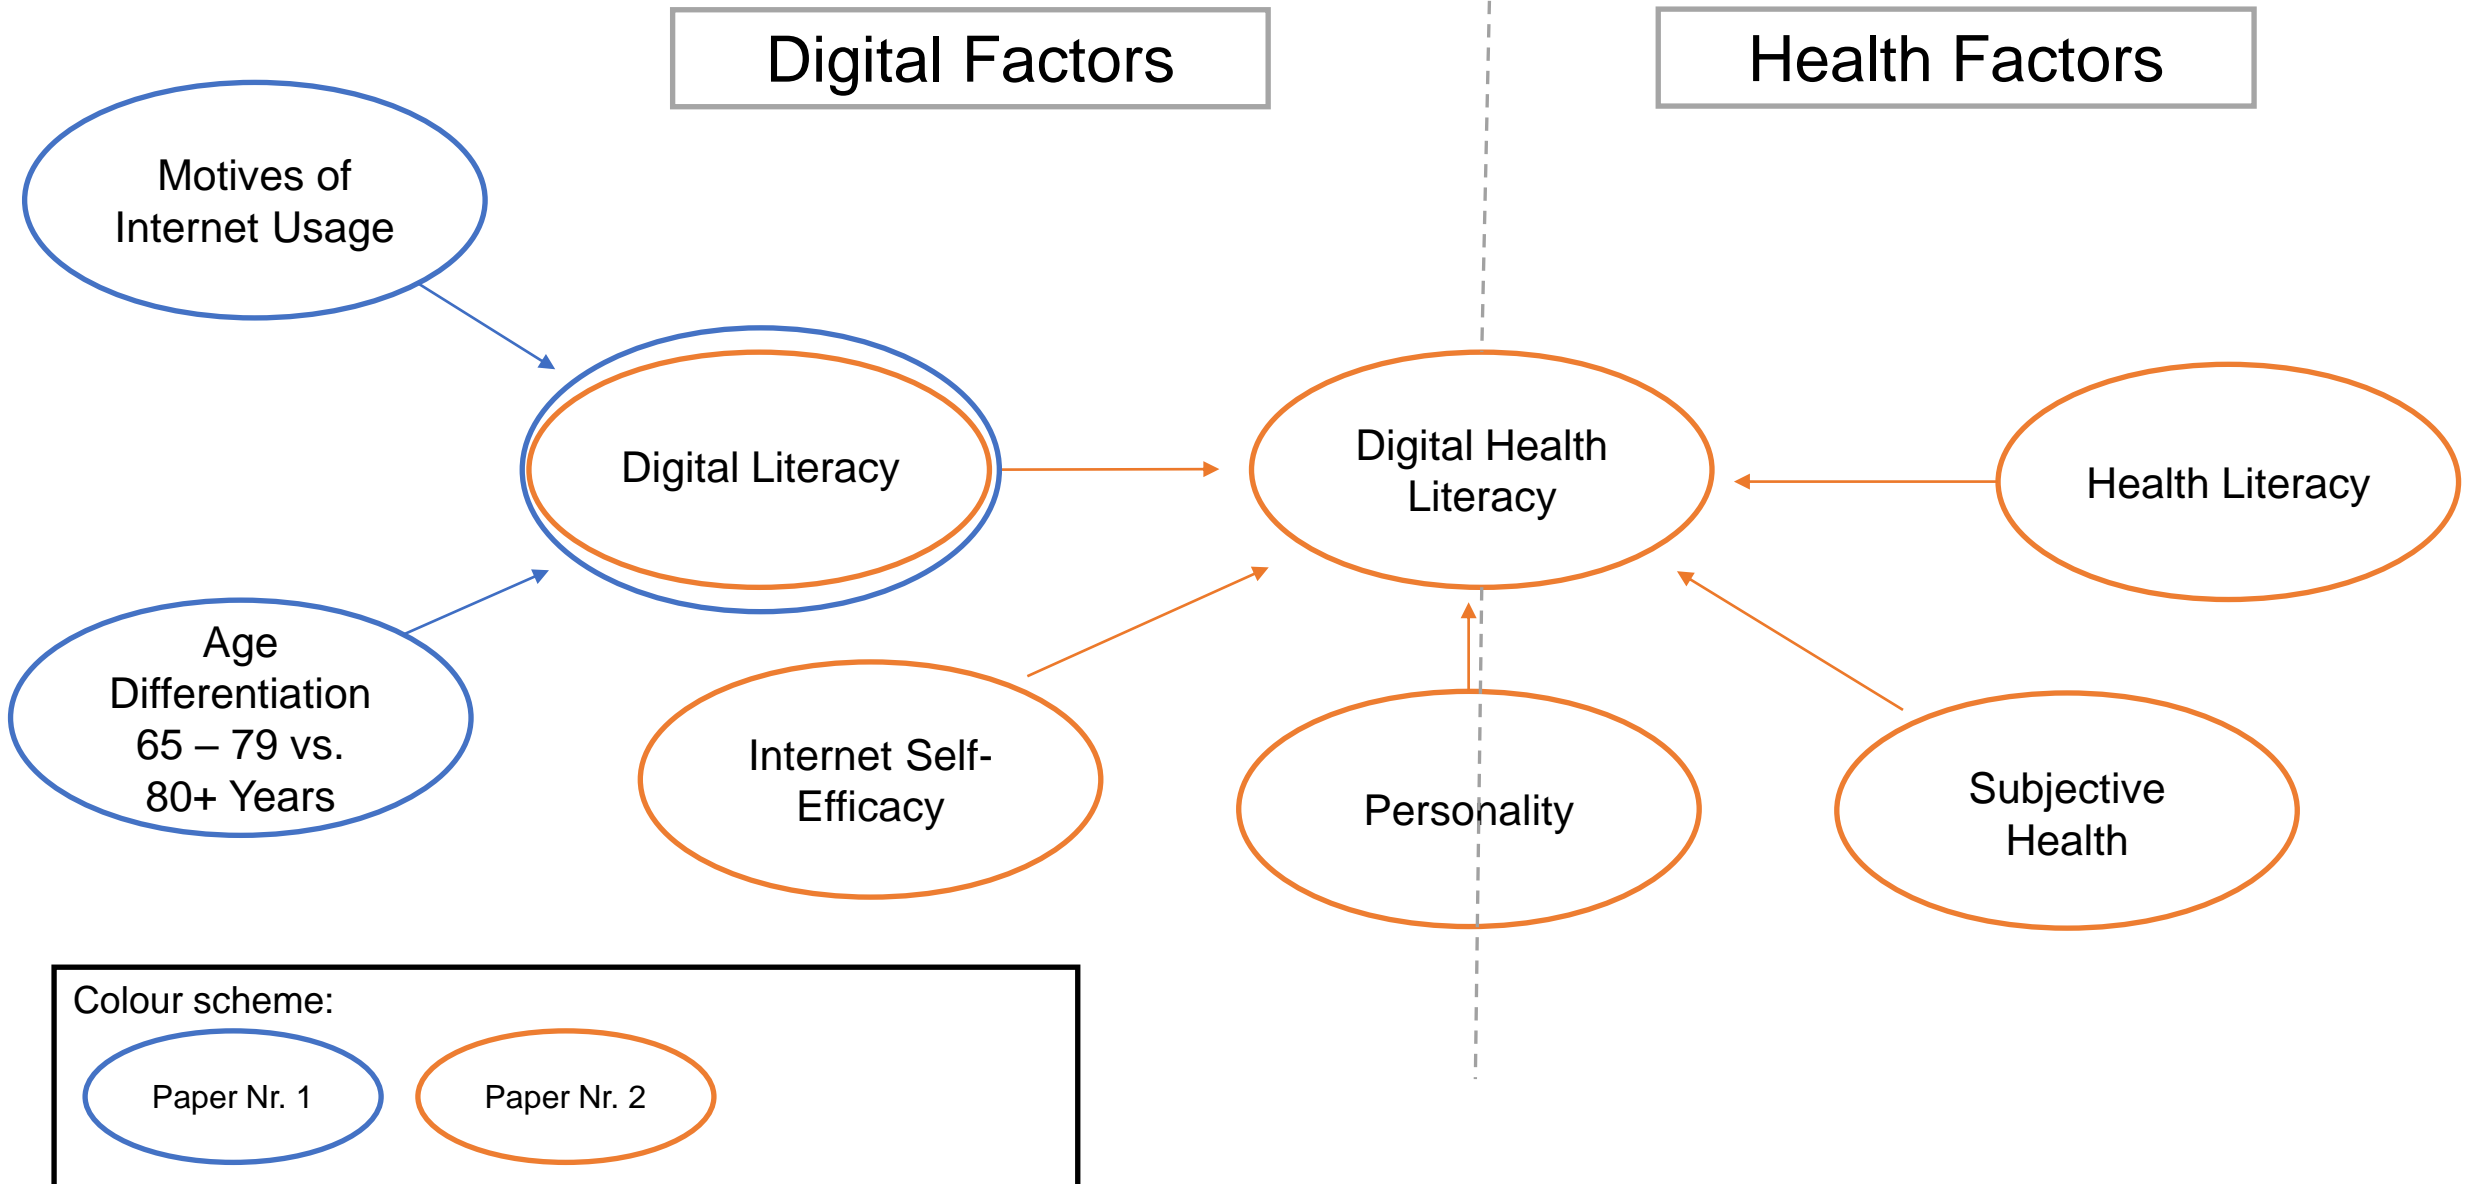 Digital Factors
Health Factors
Motives of
Internet Usage
Digital Literacy
Digital Health
Literacy
Health Literacy
Age
Differentiation
65 – 79 vs.
80+ Years
Internet Self-
Efficacy
Personality
Subjective
Health
Colour scheme:
Paper Nr. 1
Paper Nr. 2